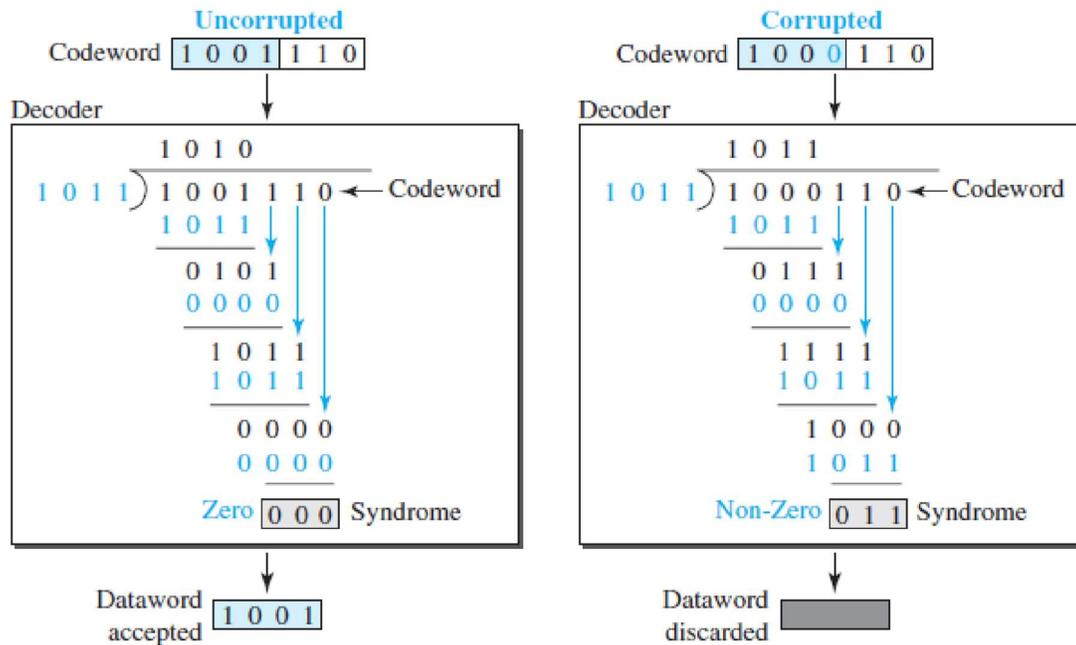 Uncorrupted
Codeword 1 0 0 1 1 1 0
Decoder
1 0 1 0
1 0 1 1 1 0 0 1 1 1 0 Codeword
1 0 1 1
0 1 0 1
0 0 0 0
1 0 1 1
1 0 1 1
0 0 0 0
0 0 0 0
Zero 0 0 0 Syndrome
Dataword
accepted
1 0 0 1
Corrupted
Codeword 1 0 0 0 1 1 0
Decoder
1 0 1 1
1 0 1 1 1 0 0 0 1 1 0 Codeword
1 0 1 1
0 1 1 1
0 0 0 0
1 1 1 1
1 0 1 1
1 0 0 0
1 0 1 1
Non-Zero 0 1 1 Syndrome
Dataword
discarded